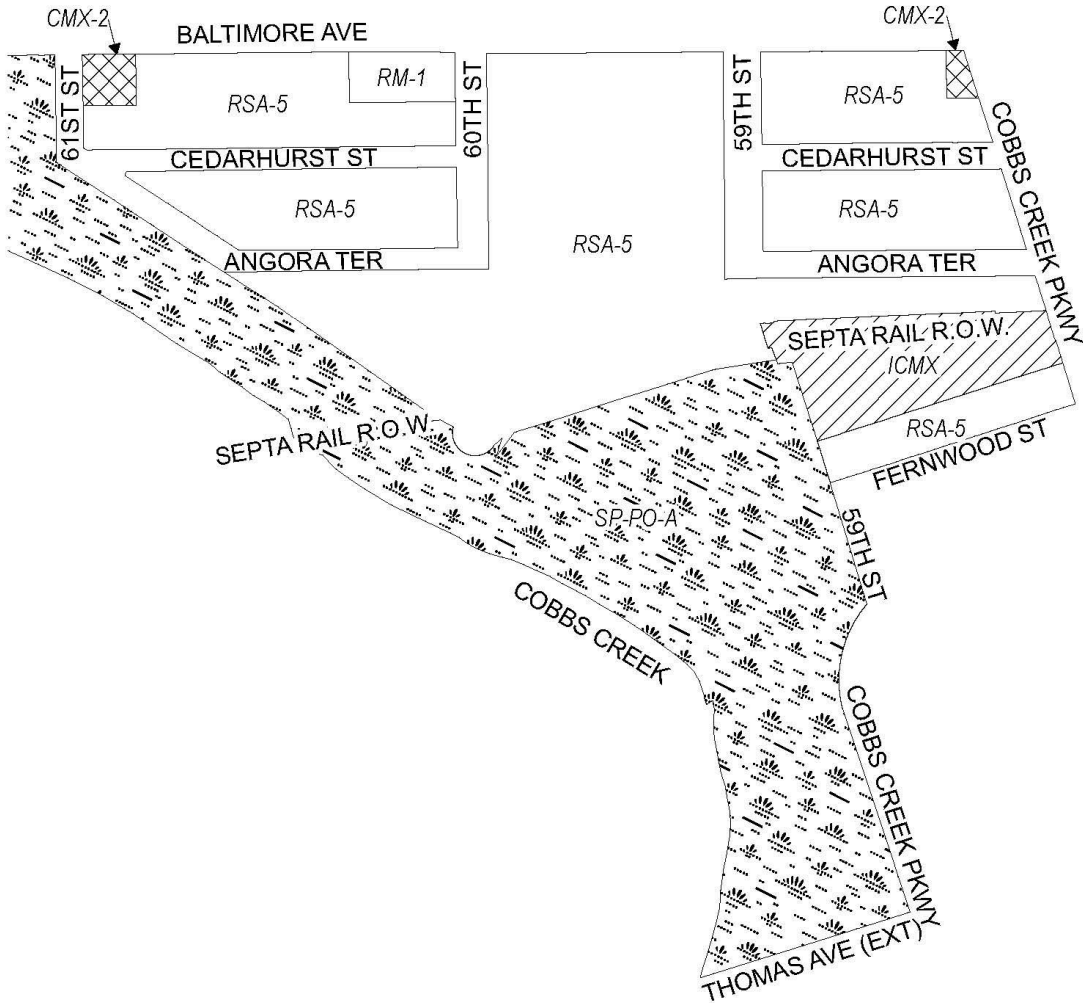 CMX-2
CMX-2
BALTIMORE AVE
61ST ST
RSA-5
RM-1
60TH ST
59TH ST
RSA-5
COBBS CREEK PKWY
CEDARHURST ST
CEDARHURST ST
RSA-5
RSA-5
RSA-5
ANGORA TER
ANGORA TER
SEPTA RAIL R.O.W.
ICMX
RSA-5
FERNWOOD ST
SEPTA RAIL R.O.W.
SP-PO-A
59TH ST
COBBS CREEK
COBBS CREEK PKWY
THOMAS AVE (EXT)